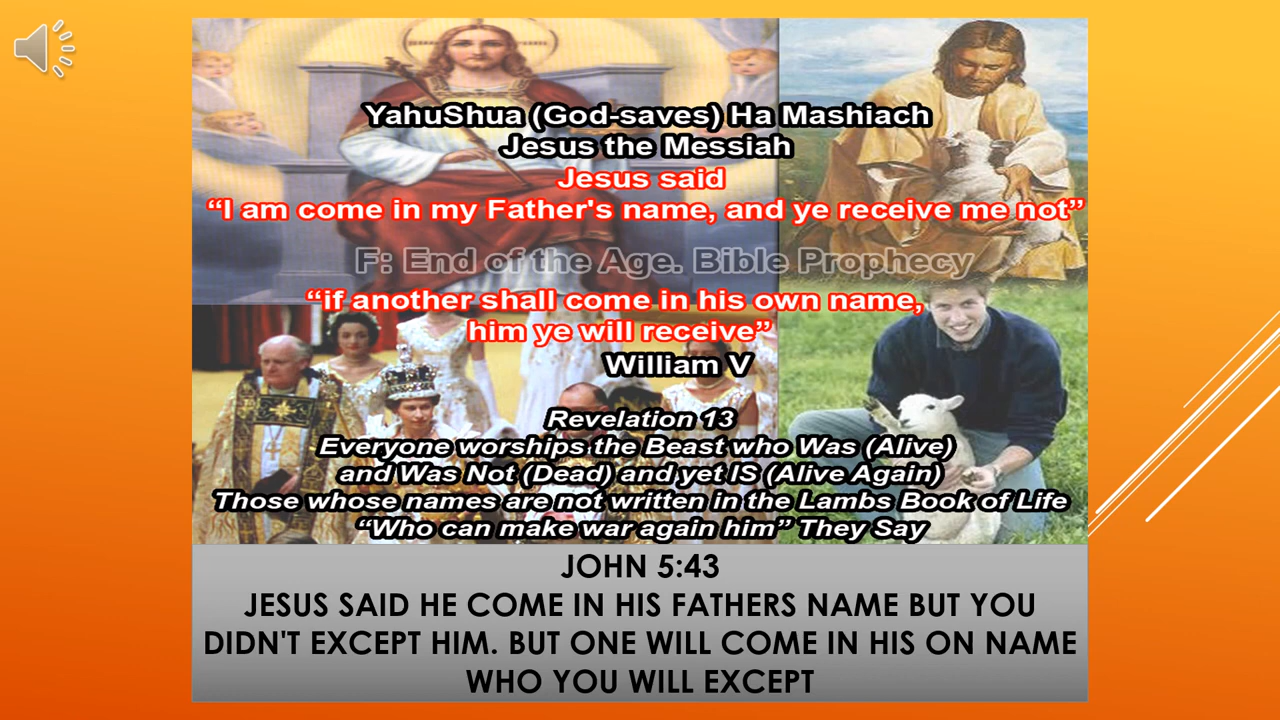 YahuShua (God-saves) Ha Mashiach
Jesus the Messiah
Jesus said
“I am come in my Father's name, and ye receive me not”
F: End of the Age. Bible Prophecy
“if another shall come in his own name,
him ye will receive”
William V
Revelation 13
Everyone worships the Beast who Was (Alive)
and Was Not (Dead) and yet IS (Alive Again)
Those whose names are not written in the Lambs Book of Life
“Who can make war again him” They Say
JOHN 5:43
JESUS SAID HE COME IN HIS FATHERS NAME BUT YOU
DIDN'T EXCEPT HIM. BUT ONE WILL COME IN HIS ON NAME
WHO YOU WILL EXCEPT